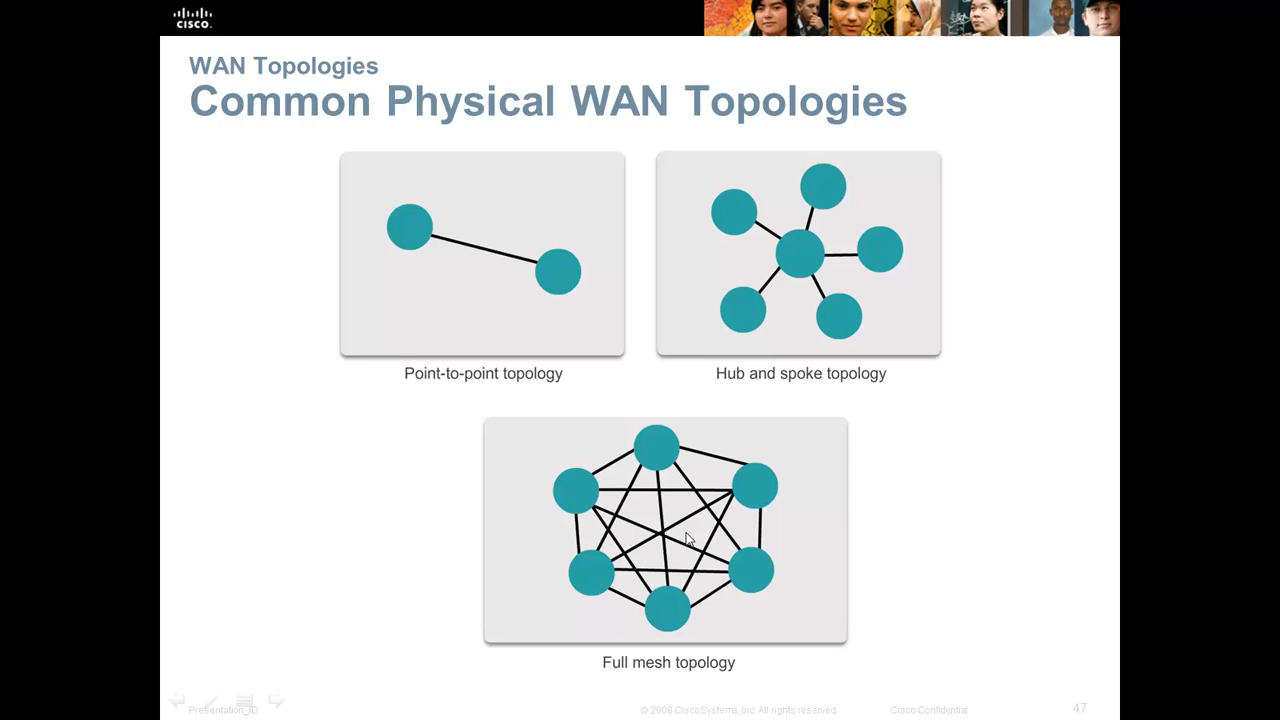 CISCO
WAN Topologies
Common Physical WAN Topologies
Point-to-point topology
Hub and spoke topology
Full mesh topology
Presentation_ID
© 2008 Cisco Systems, Inc. All rights reserved.
Cisco Confidential
47